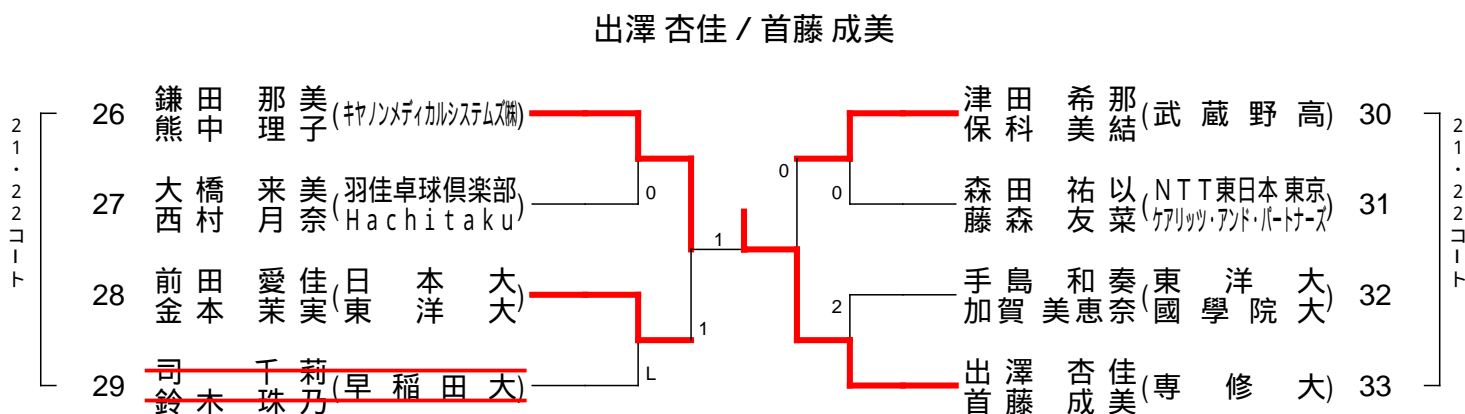 出澤 杏佳 / 首藤 成美
21・22コート
26 鎌田 那美 (キヤノンメディカルシステムズ㈱)
熊中 理子
0
27 大橋 来美 (羽佳卓球倶楽部
西村 月奈 Hachitaku)
1
28 前田 愛佳 (日本大
金本 茉実 東洋大)
1
L
29 司 千莉 (早稲田大)
鈴木 珠乃
津田 希那 (武蔵野高) 30
保科 美結
0
0
森田 祐以 (NTT東日本 東京 31
藤森 友菜 ケアリッツ・アンド・パートナーズ)
手島 和奏 (東洋大 32
加賀 美恵奈 國學院大)
2
出澤 杏佳 (専修大) 33
首藤 成美
21・22コート